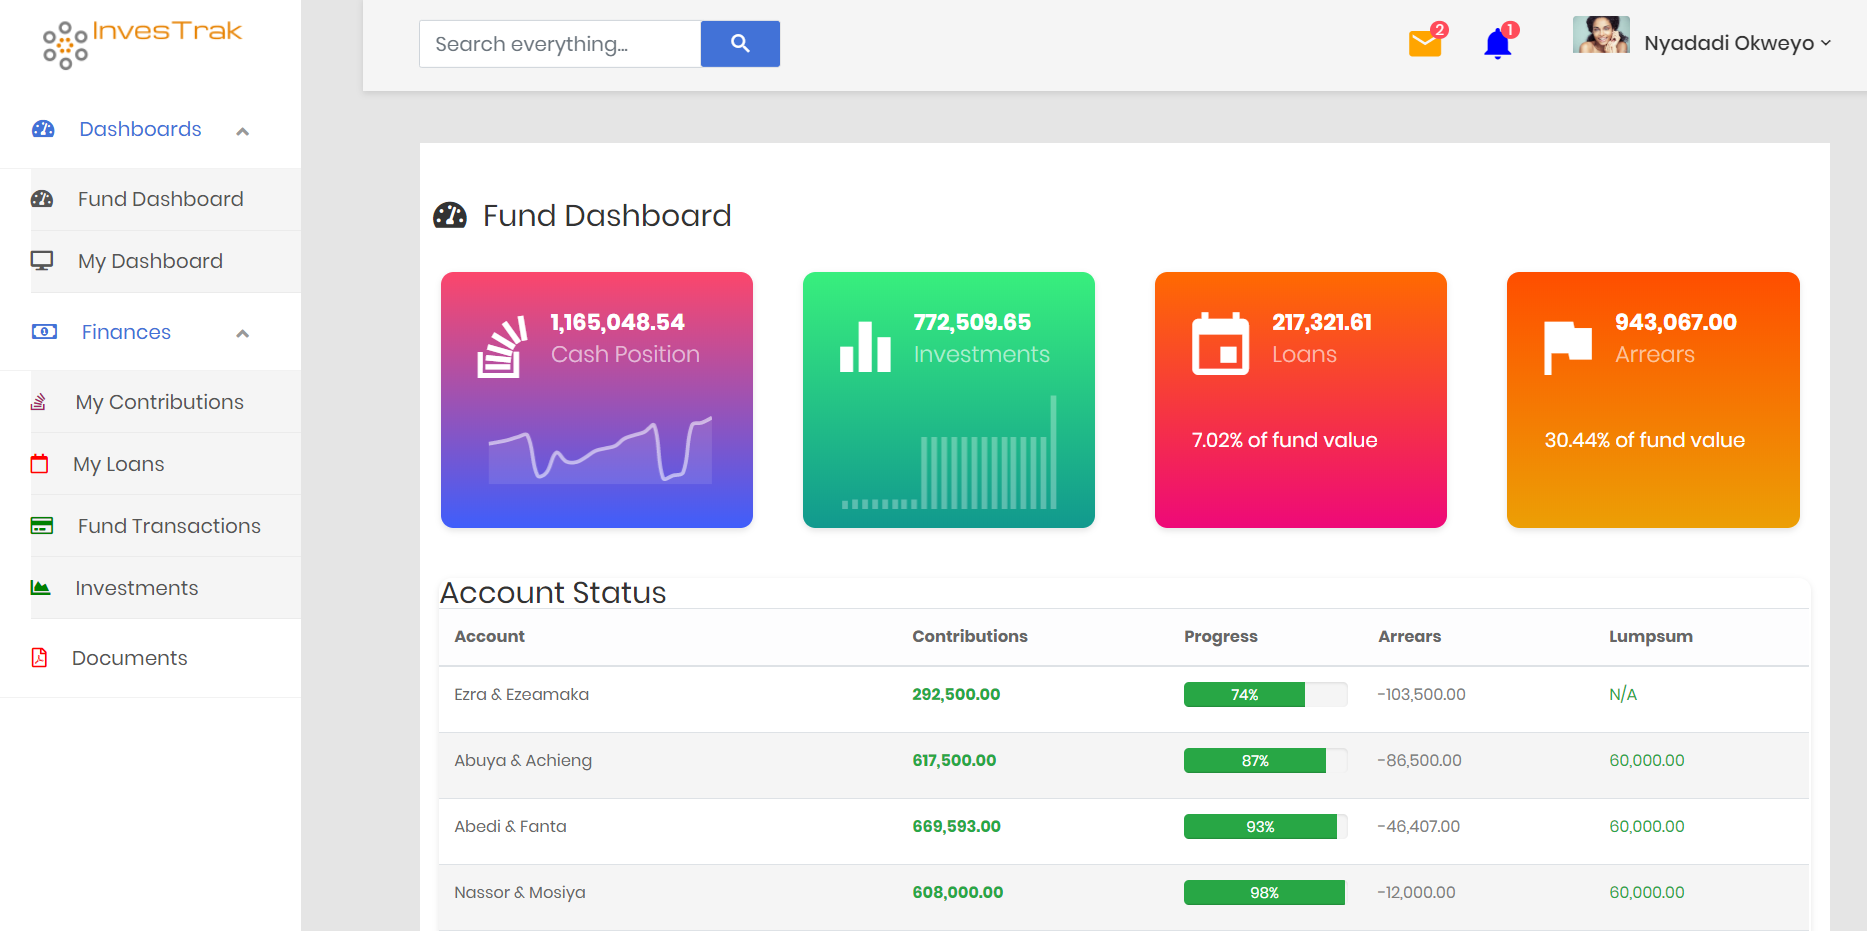 InvesTrak
Search everything...
2
1
Nyadadi Okweyo
Dashboards
Fund Dashboard
My Dashboard
Finances
My Contributions
My Loans
Fund Transactions
Investments
Documents
Fund Dashboard
1,165,048.54
Cash Position
772,509.65
Investments
217,321.61
Loans
7.02% of fund value
943,067.00
Arrears
30.44% of fund value
Account Status
Account Contributions Progress Arrears Lumpsum
Ezra & Ezeamaka 292,500.00 74% -103,500.00 N/A
Abuya & Achieng 617,500.00 87% -86,500.00 60,000.00
Abedi & Fanta 669,593.00 93% -46,407.00 60,000.00
Nassor & Mosiya 608,000.00 98% -12,000.00 60,000.00